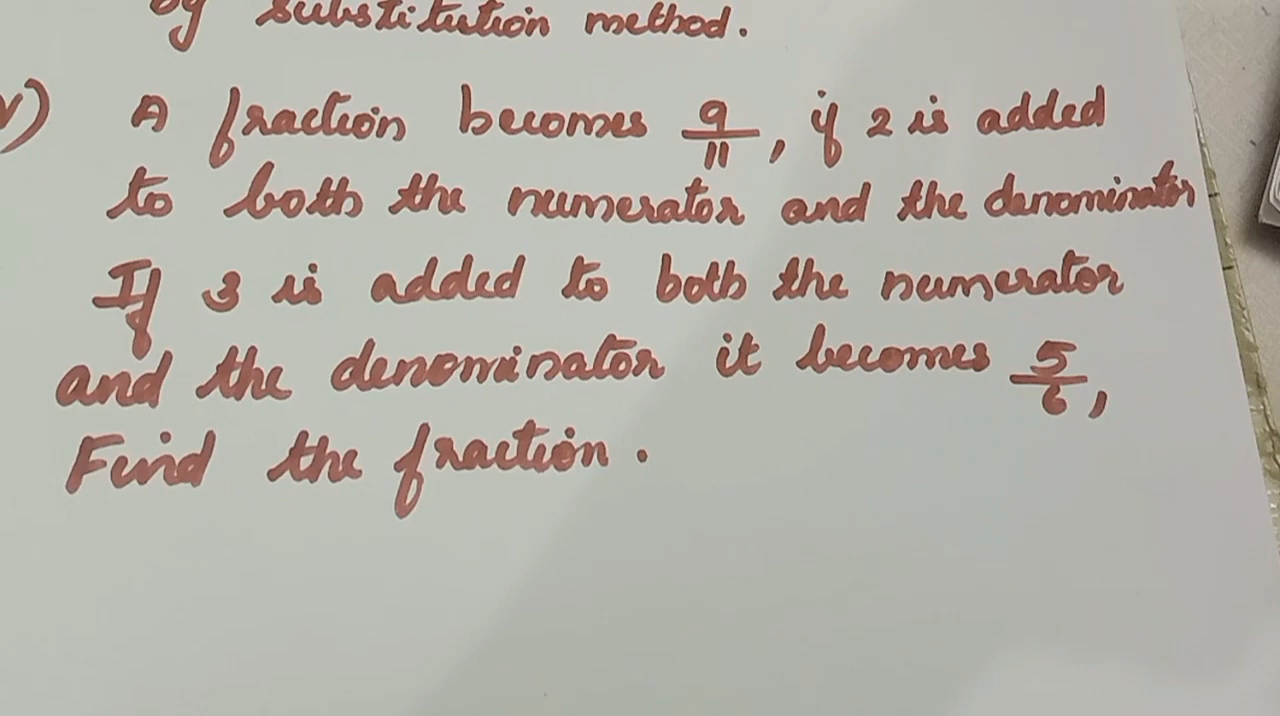 by substitution method.
v) A fraction becomes 9/11, if 2 is added
to both the numerator and the denominator
If 3 is added to both the numerator
and the denominator it becomes 5/6,
Find the fraction.